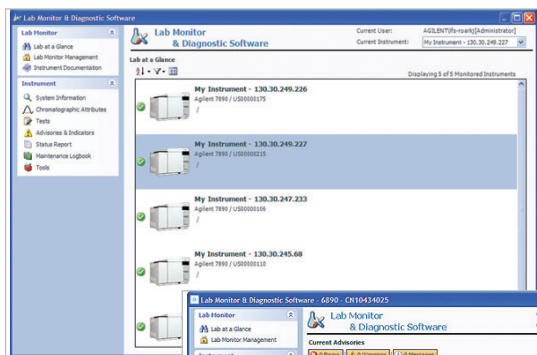 Lab Monitor & Diagnostic Software
Lab Monitor
Lab at a Glance
Lab Monitor Management
Instrument Documentation
Instrument
System Information
Chromatographic Attributes
Tests
Advisories & Indicators
Status Report
Maintenance Logbook
Tools
Lab Monitor
& Diagnostic Software
Current User:
Current Instrument:
My Instrument - 130.30.249.227
Lab at a Glance
Displaying 5 of 5 Monitored Instruments
My Instrument - 130.30.249.226
Agilent 7890 / US00000175
/
My Instrument - 130.30.249.227
Agilent 7890 / US00000215
/
My Instrument - 130.30.247.233
Agilent 7890 / US00000106
/
My Instrument - 130.30.245.68
Agilent 7890 / US00000110
/
Lab Monitor & Diagnostic Software - 6890 - CN10434025
Lab Monitor
Lab at a Glance
Lab Monitor Management
Lab Monitor
& Diagnostic Software
Current Advisories